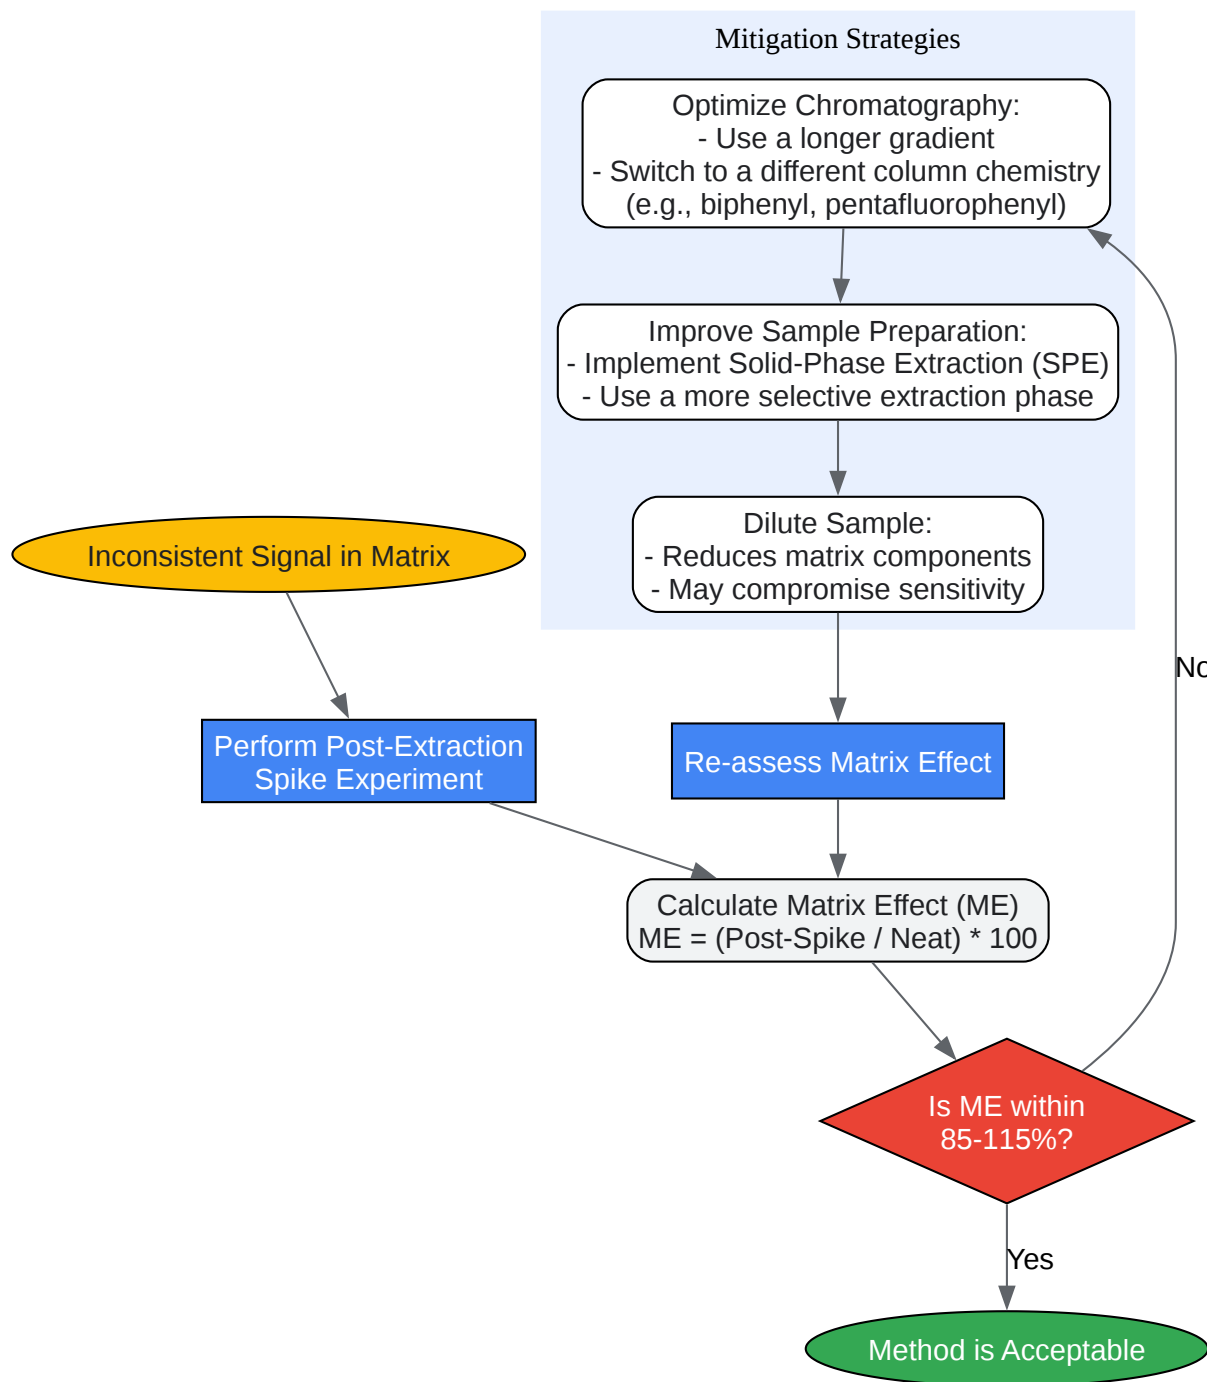 Mitigation Strategies
Optimize Chromatography:
- Use a longer gradient
- Switch to a different column chemistry
(e.g., biphenyl, pentafluorophenyl)
Improve Sample Preparation:
- Implement Solid-Phase Extraction (SPE)
- Use a more selective extraction phase
Dilute Sample:
- Reduces matrix components
- May compromise sensitivity
Inconsistent Signal in Matrix
No
Perform Post-Extraction
Spike Experiment
Re-assess Matrix Effect
Calculate Matrix Effect (ME)
ME = (Post-Spike / Neat) * 100
Is ME within
85-115%?
Yes
Method is Acceptable